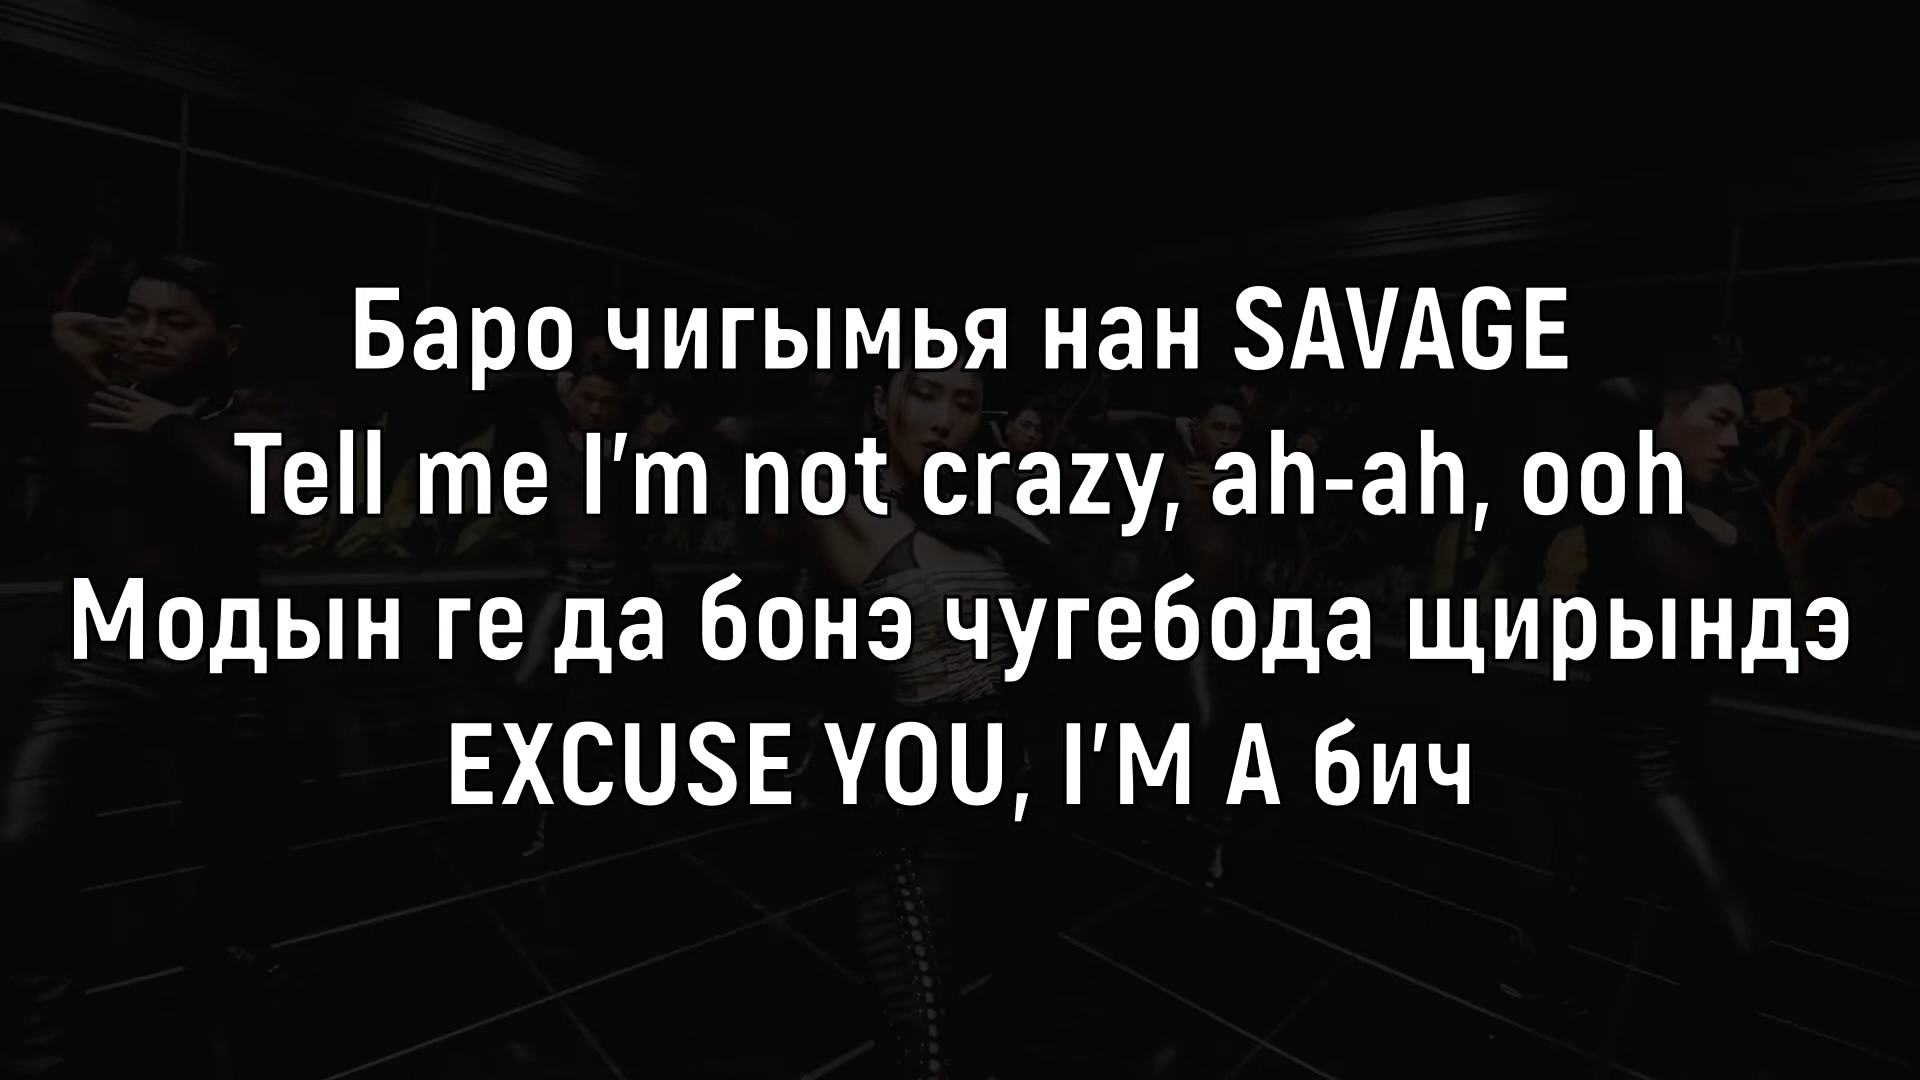 Баро чигымья нан SAVAGE
Tell me I'm not crazy, ah-ah, ooh
Модын ге да бонэ чугебода щирындэ
EXCUSE YOU, I'M A бич